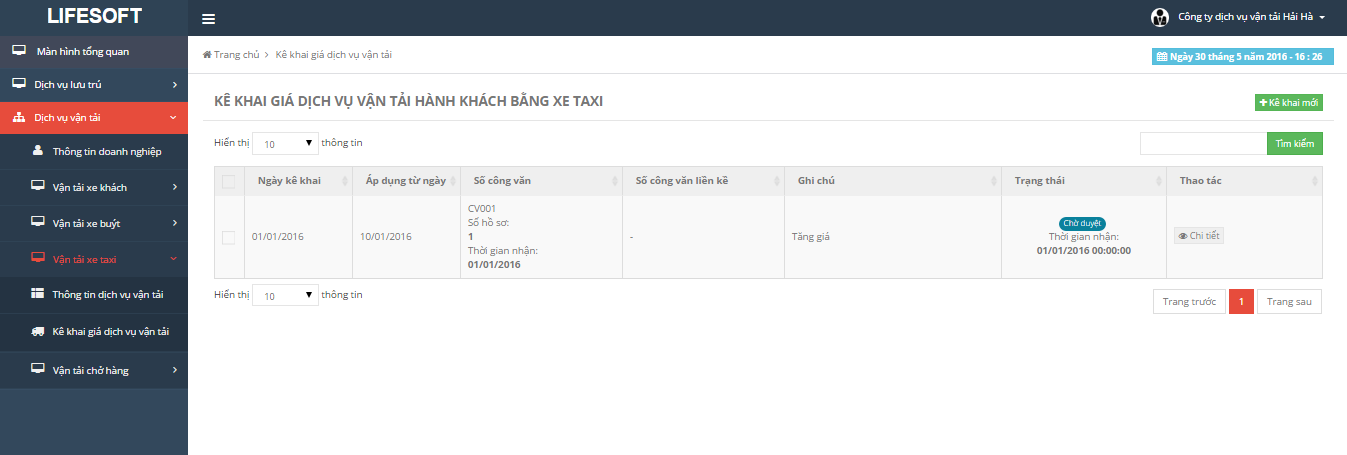 LIFESOFT
Công ty dịch vụ vận tải Hải Hà
Màn hình tổng quan
Dịch vụ lưu trú
Dịch vụ vận tải
Thông tin doanh nghiệp
Vận tải xe khách
Vận tải xe buýt
Vận tải xe taxi
Thông tin dịch vụ vận tải
Kê khai giá dịch vụ vận tải
Vận tải chở hàng
Trang chủ > Kê khai giá dịch vụ vận tải
Ngày 30 tháng 5 năm 2016 - 16 : 26
KÊ KHAI GIÁ DỊCH VỤ VẬN TẢI HÀNH KHÁCH BẰNG XE TAXI
+ Kê khai mới
Hiển thị 10 thông tin
Tìm kiếm
Ngày kê khai Áp dụng từ ngày Số công văn Số công văn liền kề Ghi chú Trạng thái Thao tác
01/01/2016
10/01/2016
CV001
Số hồ sơ:
1
Thời gian nhận:
01/01/2016
-
Tăng giá
Chờ duyệt
Thời gian nhận:
01/01/2016 00:00:00
Chi tiết
Hiển thị 10 thông tin
Trang trước 1 Trang sau